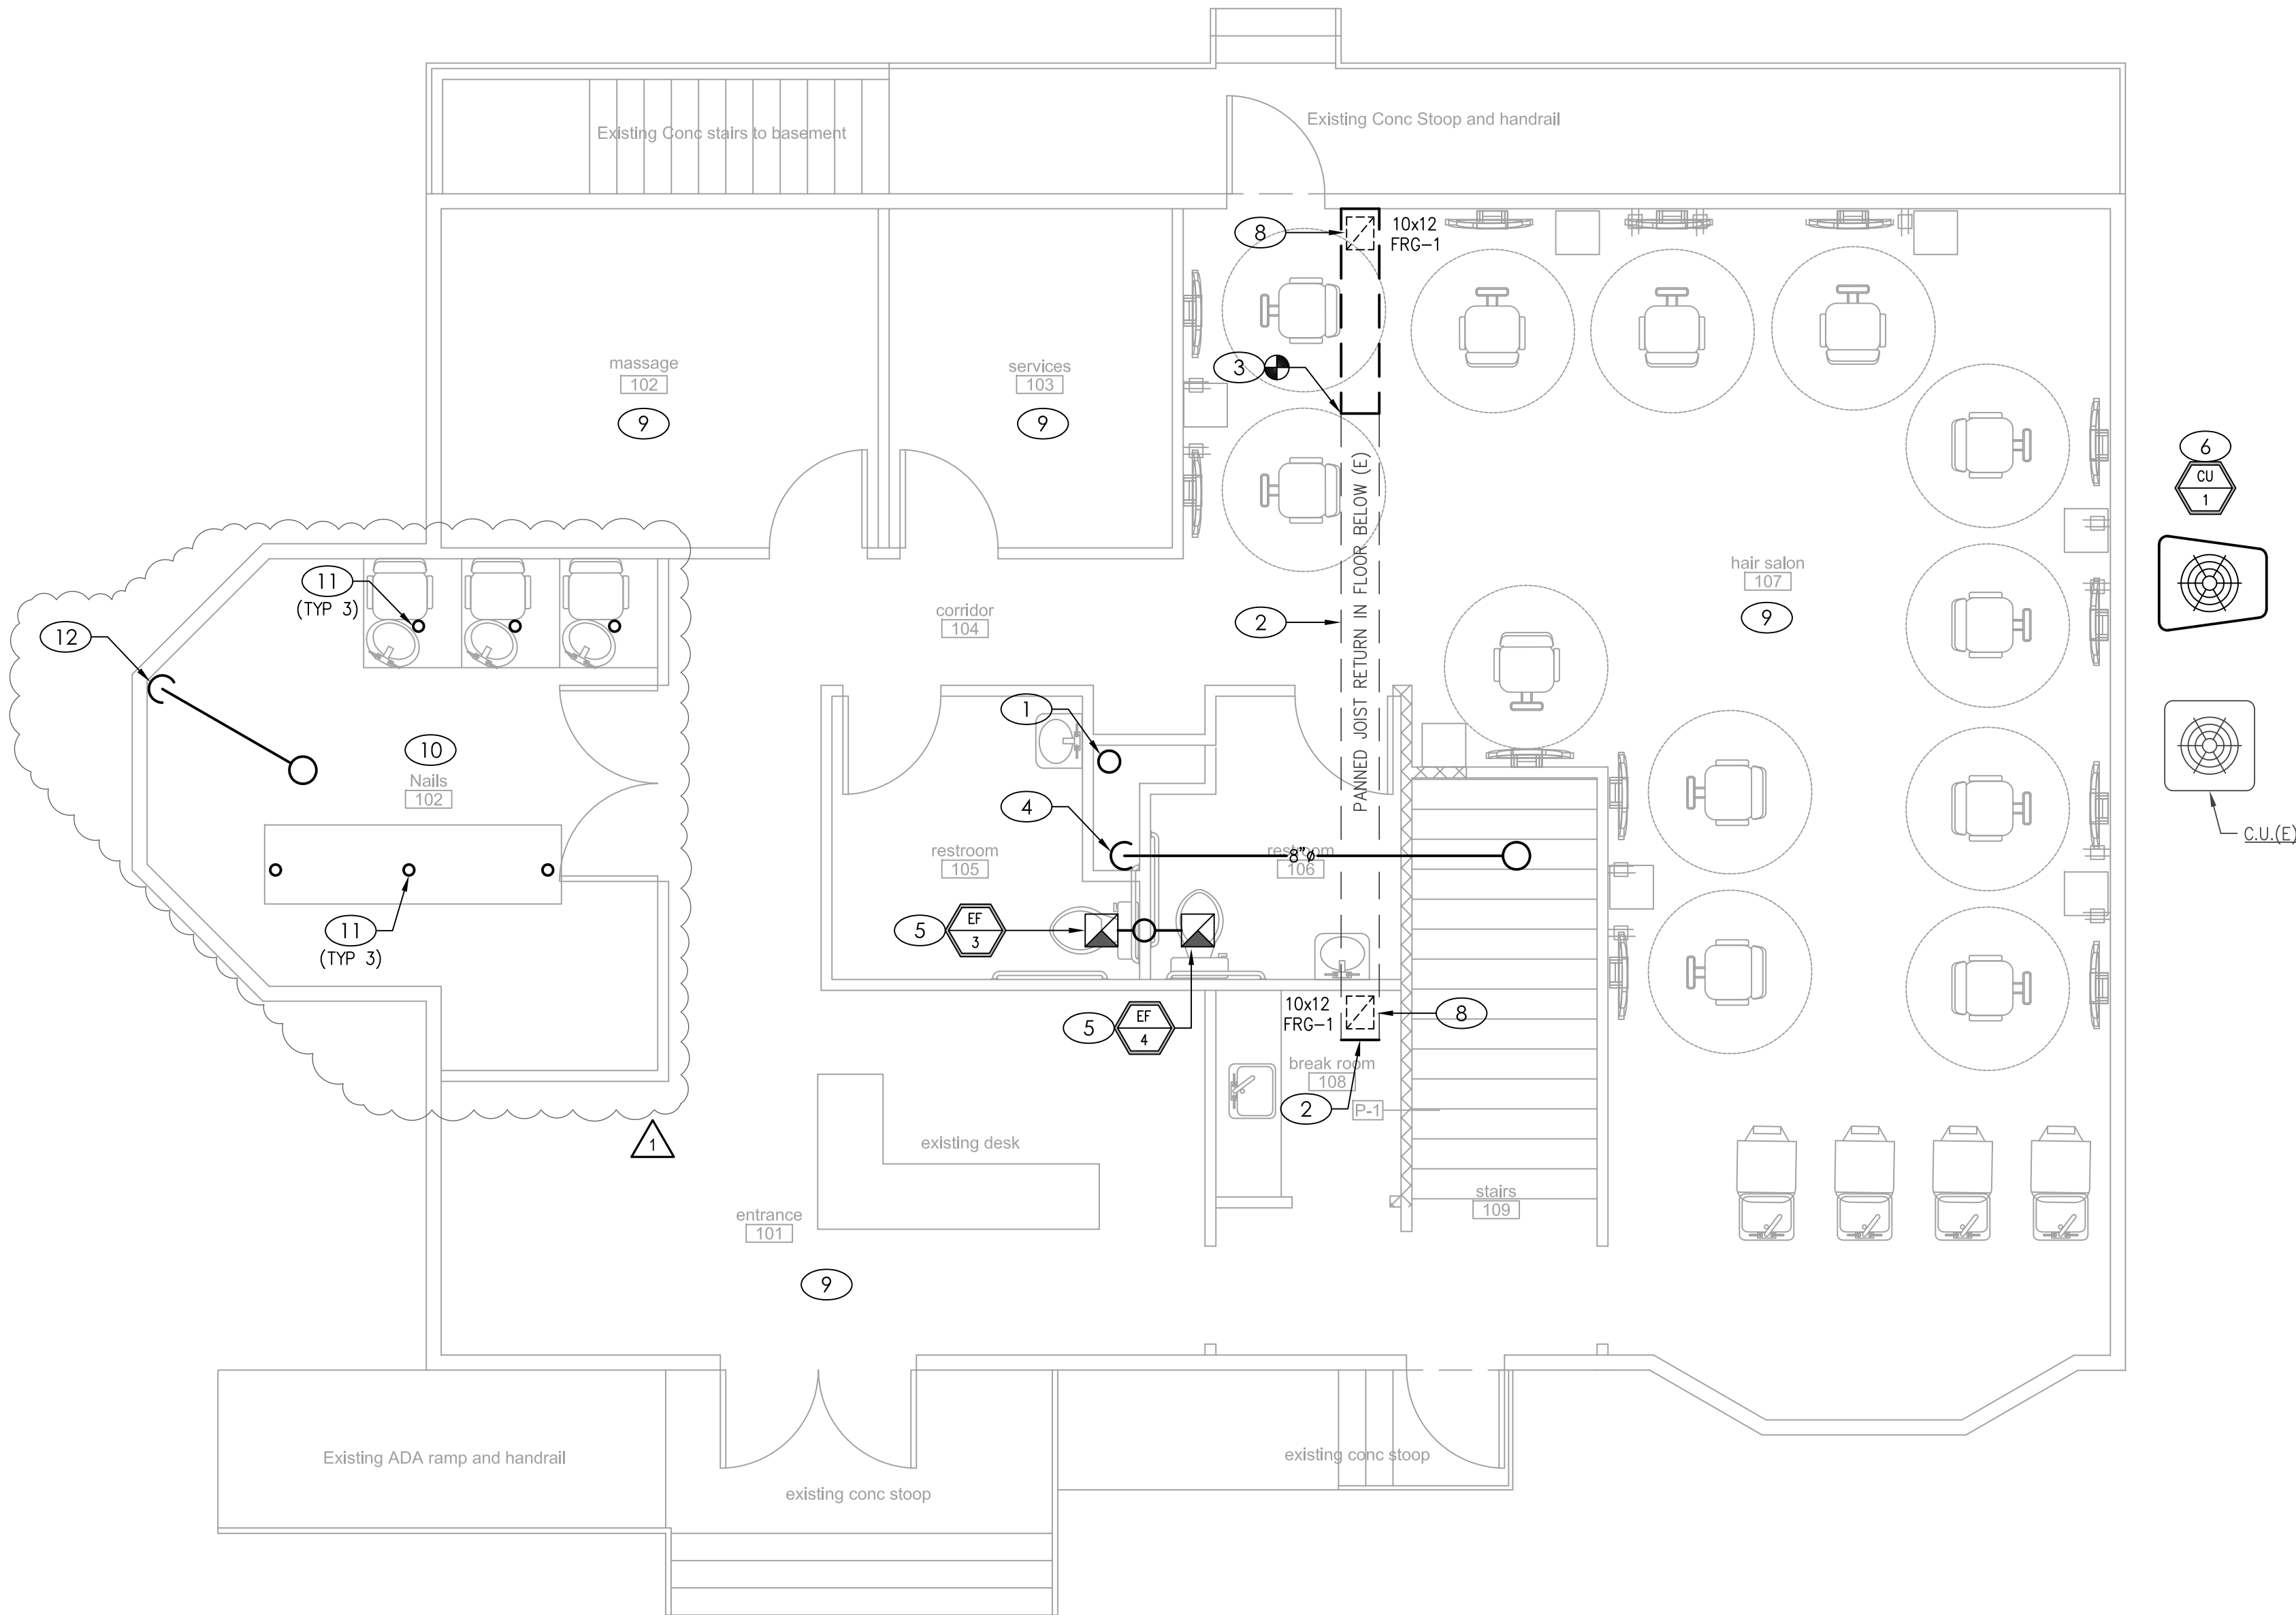 Existing Conc stairs to basement
Existing Conc Stoop and handrail
8
10x12
FRG-1
massage
102
9
services
103
9
3
6
CU
1
11
(TYP 3)
12
corridor
104
2
PANNED JOIST RETURN IN FLOOR BELOW (E)
hair salon
107
9
1
10
Nails
102
4
restroom
105
8"ø
restroom
106
C.U.(E)
11
(TYP 3)
5
EF
3
5
EF
4
10x12
FRG-1
8
break room
108
2
P-1
1
existing desk
entrance
101
stairs
109
9
Existing ADA ramp and handrail
existing conc stoop
existing conc stoop